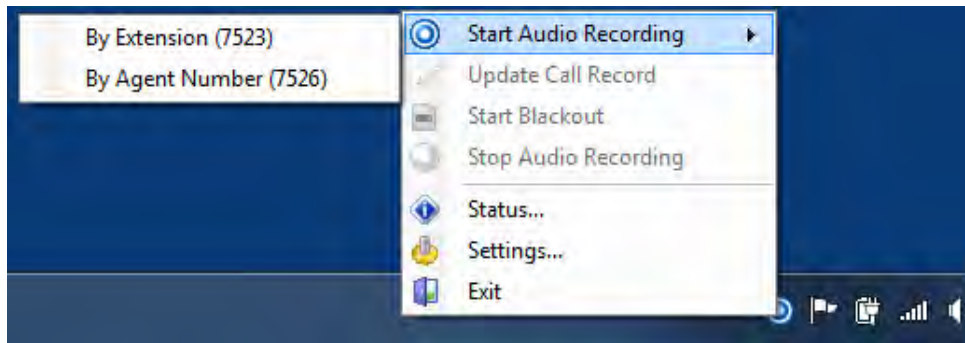 By Extension (7523)
By Agent Number (7526)
Start Audio Recording
Update Call Record
Start Blackout
Stop Audio Recording
Status...
Settings...
Exit